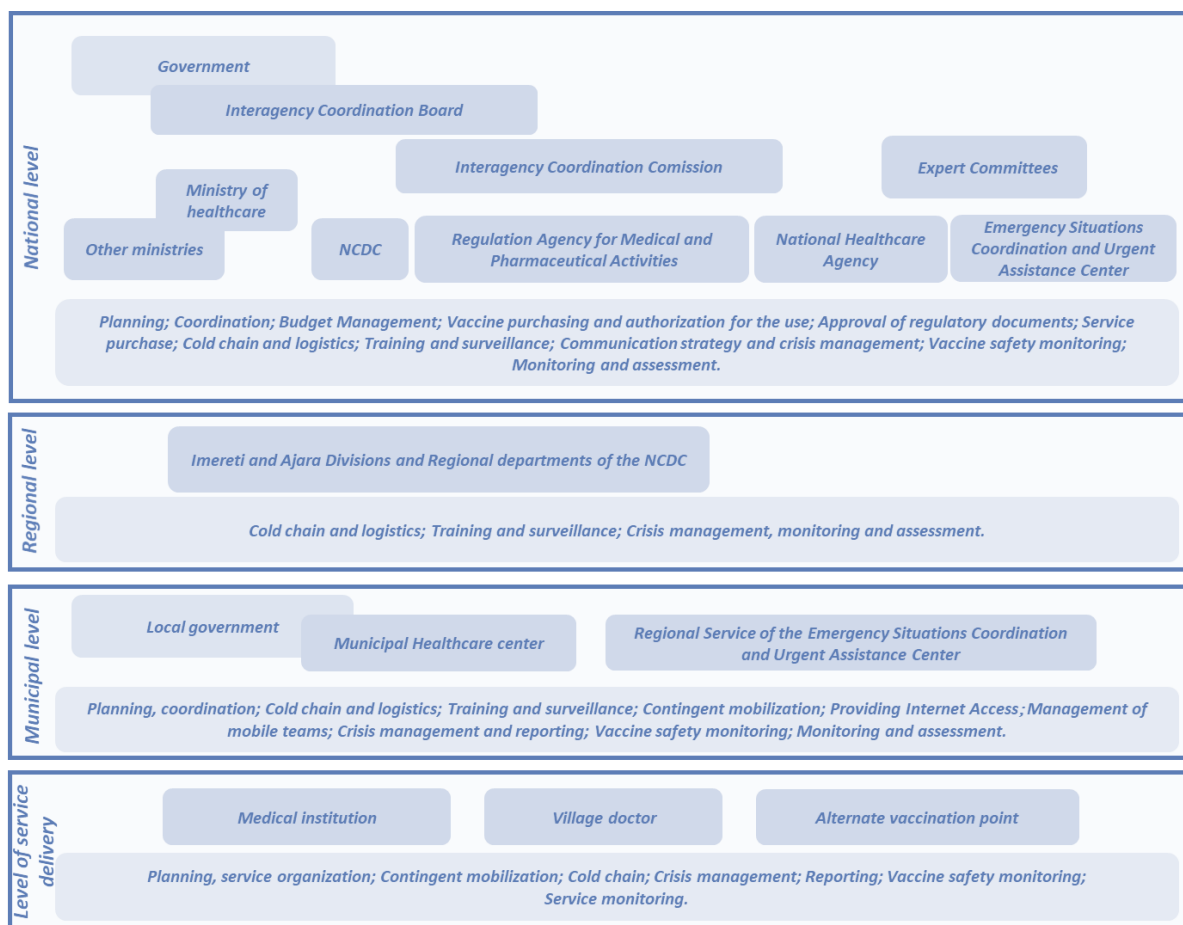 National level
Government
Interagency Coordination Board
Interagency Coordination Comission
Expert Committees
Ministry of
healthcare
Other ministries
NCDC
Regulation Agency for Medical and
Pharmaceutical Activities
National Healthcare
Agency
Emergency Situations
Coordination and Urgent
Assistance Center
Planning; Coordination; Budget Management; Vaccine purchasing and authorization for the use; Approval of regulatory documents; Service
purchase; Cold chain and logistics; Training and surveillance; Communication strategy and crisis management; Vaccine safety monitoring;
Monitoring and assessment.
Regional level
Imereti and Ajara Divisions and Regional departments of the NCDC
Cold chain and logistics; Training and surveillance; Crisis management, monitoring and assessment.
Municipal level
Local government
Municipal Healthcare center
Regional Service of the Emergency Situations Coordination
and Urgent Assistance Center
Planning, coordination; Cold chain and logistics; Training and surveillance; Contingent mobilization; Providing Internet Access; Management of
mobile teams; Crisis management and reporting; Vaccine safety monitoring; Monitoring and assessment.
Level of service
delivery
Medical institution
Village doctor
Alternate vaccination point
Planning, service organization; Contingent mobilization; Cold chain; Crisis management; Reporting; Vaccine safety monitoring;
Service monitoring.